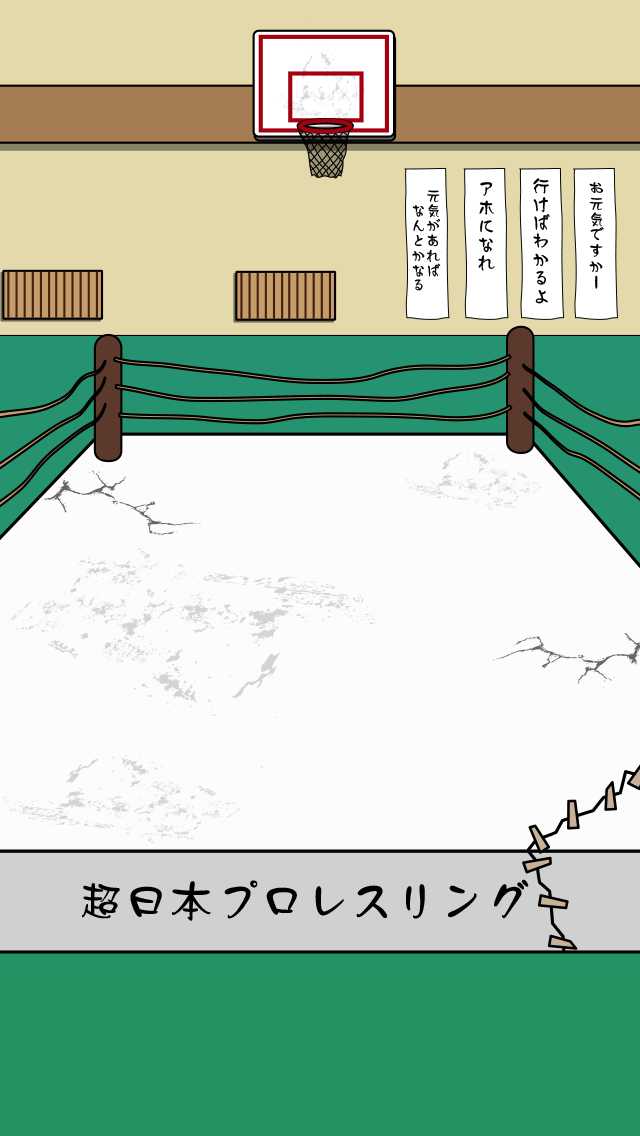 お元気ですかー
行けばわかるよ
アホになれ
元気があれば
なんとかなる
超日本プロレスリング